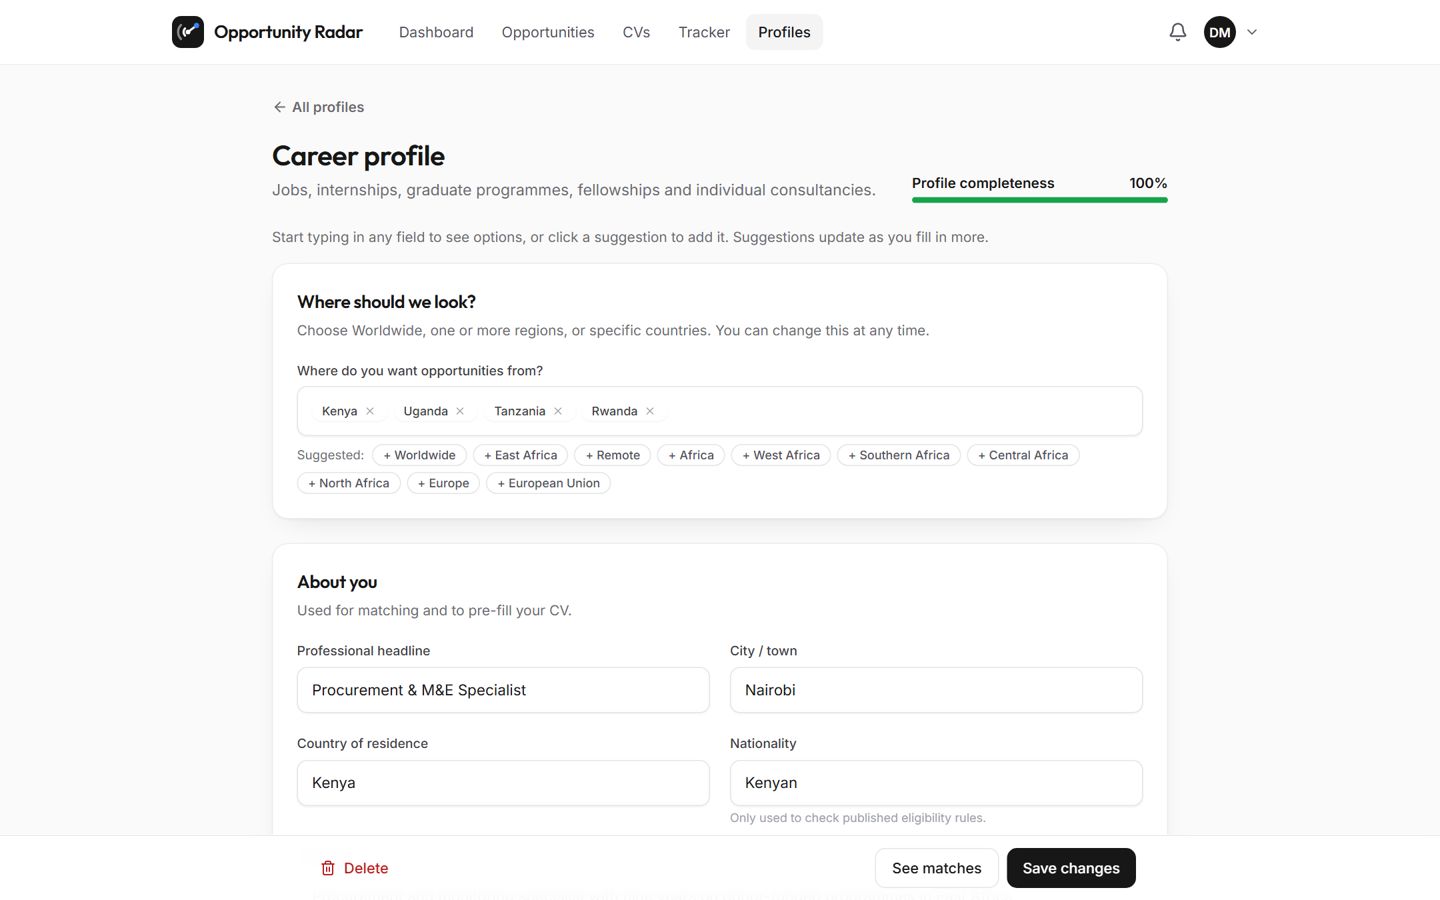 Opportunity Radar Dashboard Opportunities CVs Tracker Profiles DM
All profiles
Career profile
Jobs, internships, graduate programmes, fellowships and individual consultancies.
Profile completeness 100%
Start typing in any field to see options, or click a suggestion to add it. Suggestions update as you fill in more.
Where should we look?
Choose Worldwide, one or more regions, or specific countries. You can change this at any time.
Where do you want opportunities from?
Kenya × Uganda × Tanzania × Rwanda ×
Suggested: + Worldwide + East Africa + Remote + Africa + West Africa + Southern Africa + Central Africa
+ North Africa + Europe + European Union
About you
Used for matching and to pre-fill your CV.
Professional headline City / town
Procurement & M&E Specialist Nairobi
Country of residence Nationality
Kenya Kenyan
Only used to check published eligibility rules.
Delete See matches Save changes